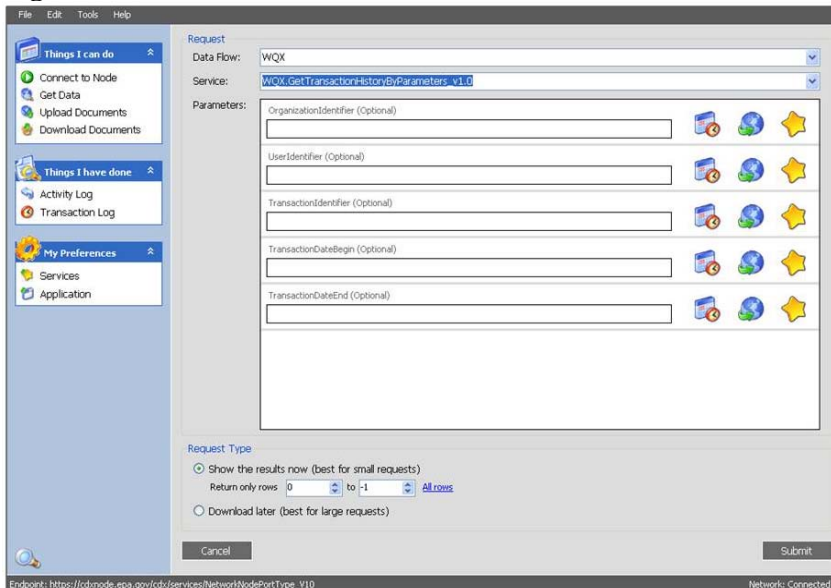 File Edit Tools Help
Things I can do
Connect to Node
Get Data
Upload Documents
Download Documents
Things I have done
Activity Log
Transaction Log
My Preferences
Services
Application
Request
Data Flow: WQX
Service: WQX.GetTransactionHistoryByParameters_v1.0
Parameters:
OrganizationIdentifier (Optional)
UserIdentifier (Optional)
TransactionIdentifier (Optional)
TransactionDateBegin (Optional)
TransactionDateEnd (Optional)
Request Type
Show the results now (best for small requests)
Return only rows 0 to -1 All rows
Download later (best for large requests)
Cancel Submit
Endpoint: https://cdxnode.epa.gov/cdx/services/NetworkNodePortType_V10 Network: Connected